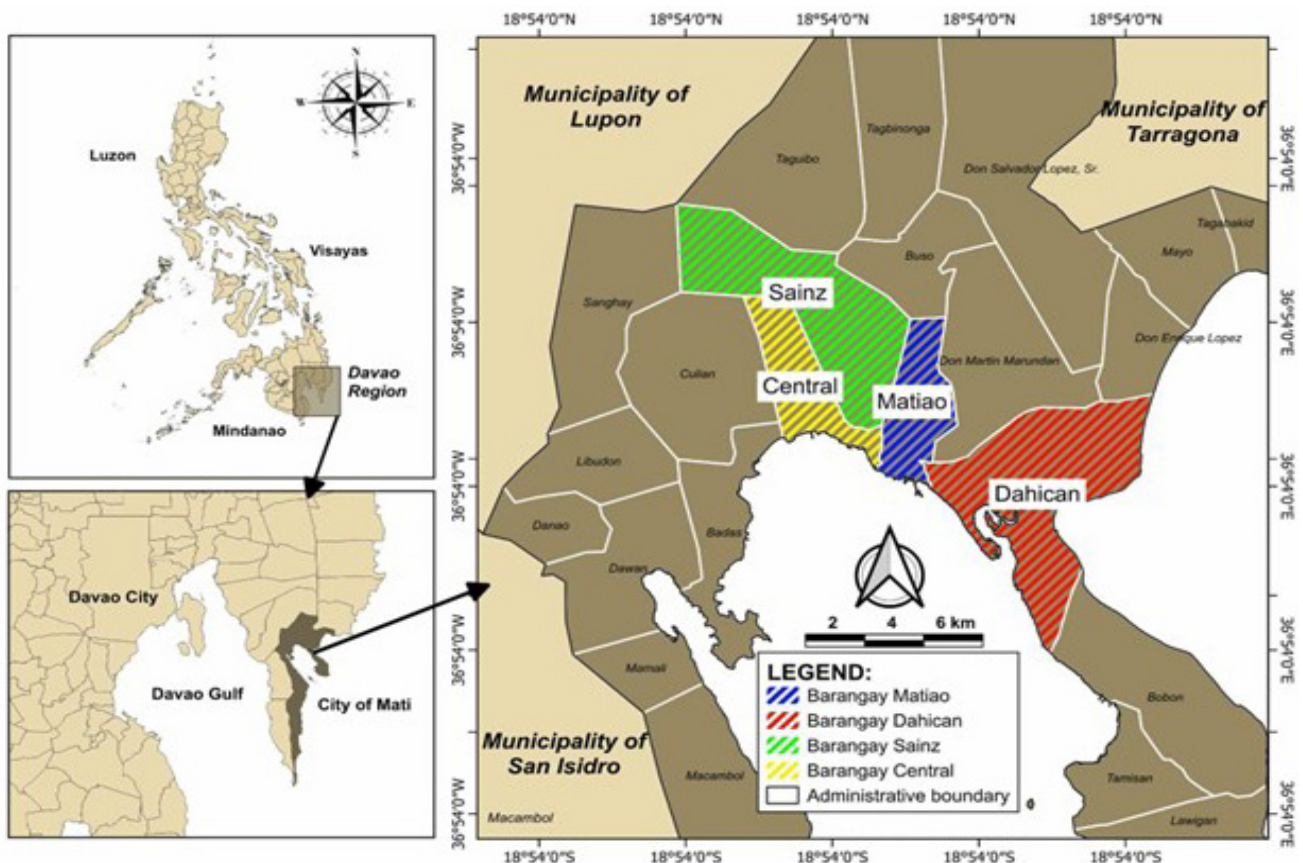 N
W
E
S
Luzon
Visayas
Davao
Region
Mindanao
Davao City
Davao Gulf
City of Mati
18°54'0"N
18°54'0"N
18°54'0"N
18°54'0"N
18°54'0"N
36°54'0"W
36°54'0"W
36°54'0"W
36°54'0"W
36°54'0"W
Municipality of
Lupon
Municipality of
Tarragona
Tagbinonga
Taguibo
Don Salvador Lopez, Sr.
Tagabakid
Mayo
Buso
Sanghay
Sainz
Don Enrique Lopez
Don Martin Marundan
Culian
Central
Matiao
Libudon
Dahican
Danao
Badas
Dawan
2 4 6 km
Mamali
LEGEND:
Barangay Matiao
Barangay Dahican
Barangay Sainz
Barangay Central
Administrative boundary
Bobon
Municipality of
San Isidro
Macambol
Tamisan
Macambol
Lawigan
36°54'0"E
36°54'0"E
36°54'0"E
36°54'0"E
36°54'0"E
18°54'0"S
18°54'0"S
18°54'0"S
18°54'0"S
18°54'0"S